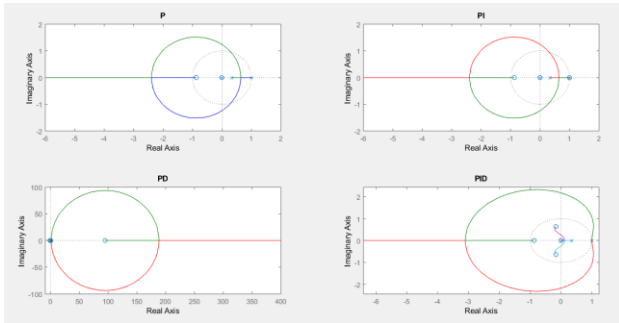 P
2
1
0
-1
-2
Imaginary Axis
-6 -5 -4 -3 -2 -1 0 1 2
Real Axis
PI
2
1
0
-1
-2
Imaginary Axis
-6 -5 -4 -3 -2 -1 0 1 2
Real Axis
PD
100
50
0
-50
-100
Imaginary Axis
0 50 100 150 200 250 300 350 400
Real Axis
PID
2
1
0
-1
-2
Imaginary Axis
-6 -5 -4 -3 -2 -1 0 1
Real Axis